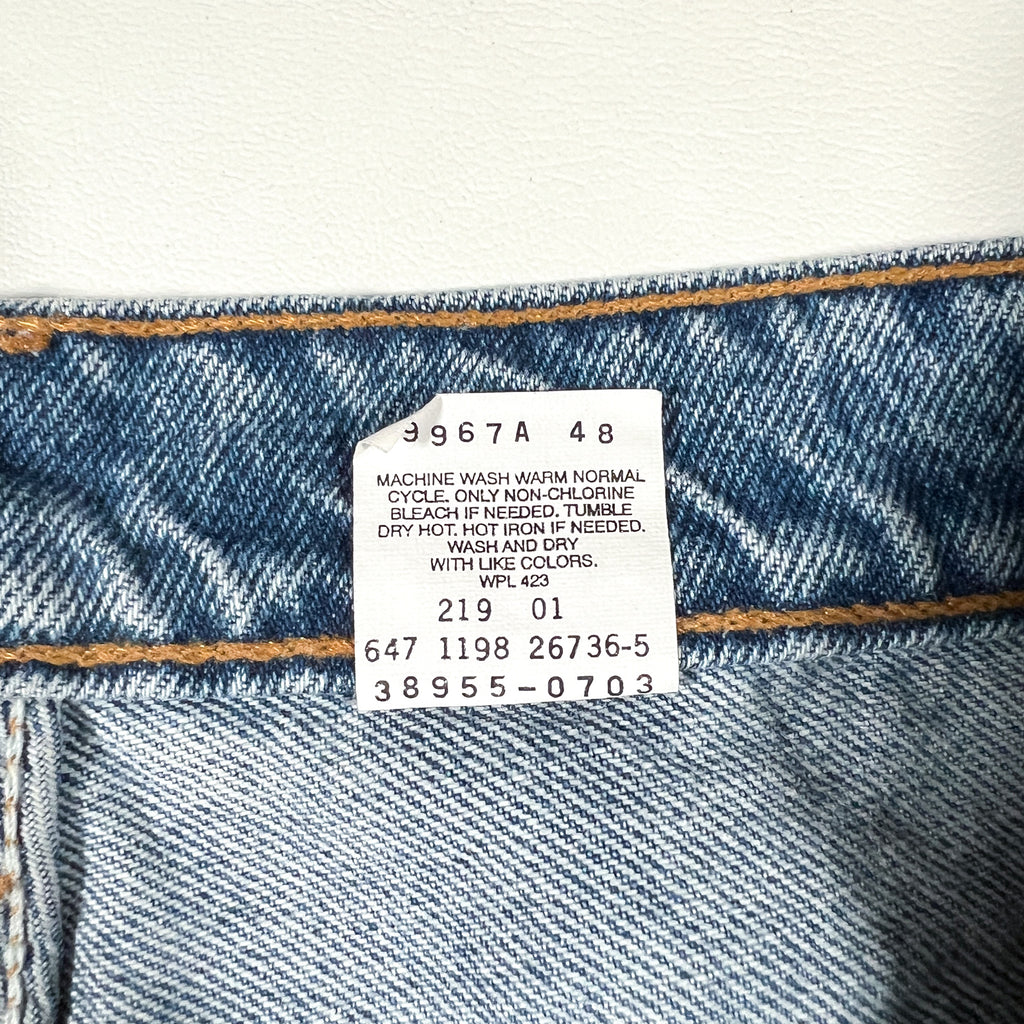 9967A 48
MACHINE WASH WARM NORMAL
CYCLE. ONLY NON-CHLORINE
BLEACH IF NEEDED. TUMBLE
DRY HOT. HOT IRON IF NEEDED.
WASH AND DRY
WITH LIKE COLORS.
WPL 423
219 01
647 1198 26736-5
38955-0703